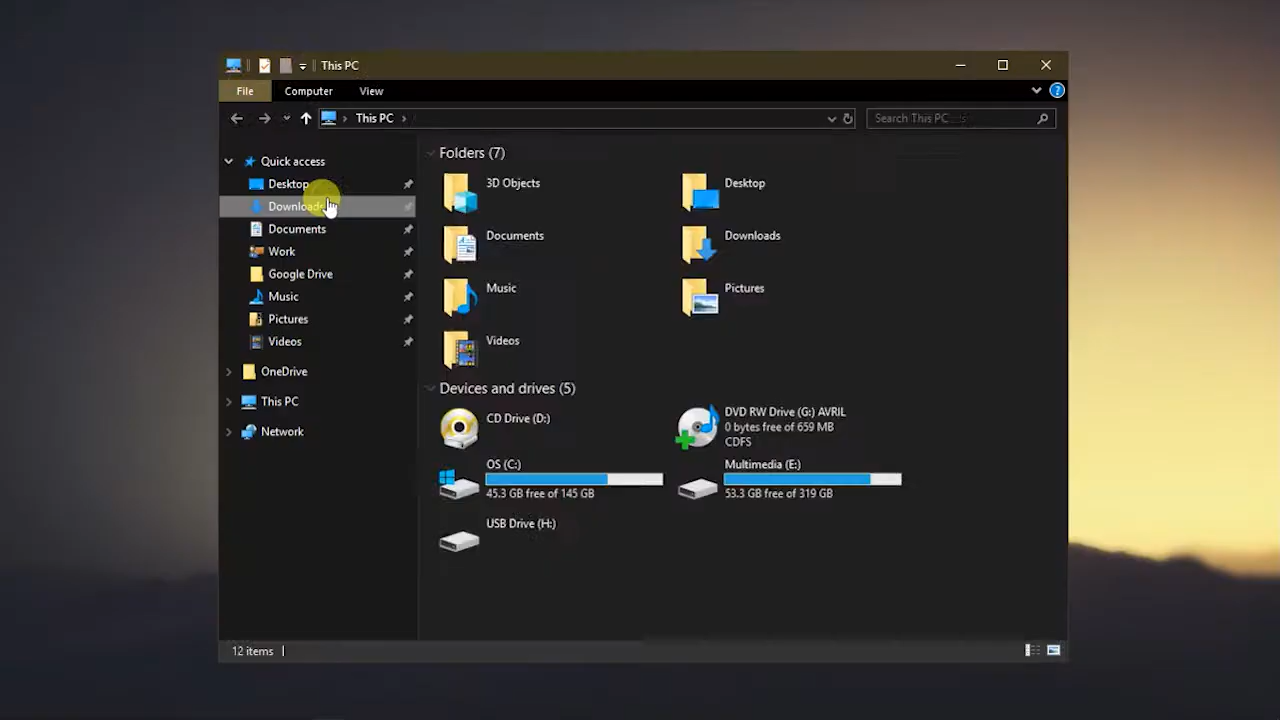 This PC
File Computer View
This PC
Search This PC
Quick access
Desktop
Downloads
Documents
Work
Google Drive
Music
Pictures
Videos
OneDrive
This PC
Network
Folders (7)
3D Objects
Desktop
Documents
Downloads
Music
Pictures
Videos
Devices and drives (5)
CD Drive (D:)
DVD RW Drive (G:) AVRIL
0 bytes free of 659 MB
CDFS
OS (C:)
45.3 GB free of 145 GB
Multimedia (E:)
53.3 GB free of 319 GB
USB Drive (H:)
12 items